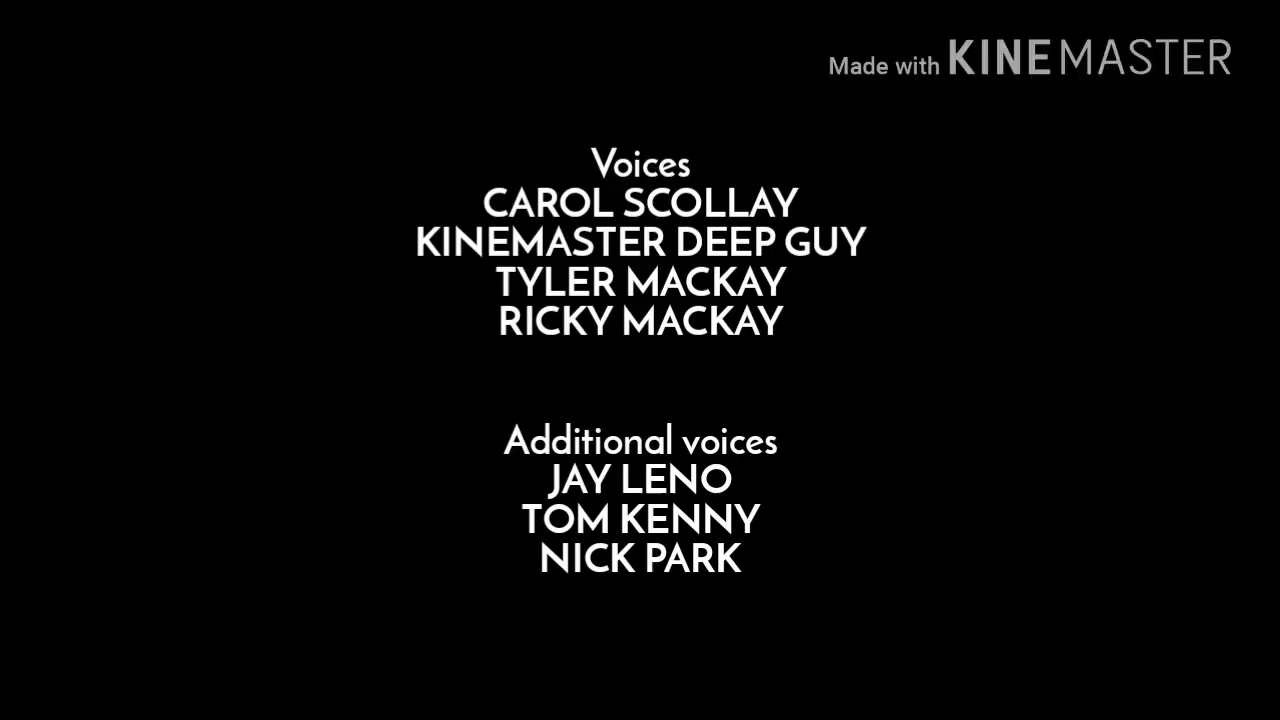 Made with KINEMASTER
Voices
CAROL SCOLLAY
KINEMASTER DEEP GUY
TYLER MACKAY
RICKY MACKAY
Additional voices
JAY LENO
TOM KENNY
NICK PARK